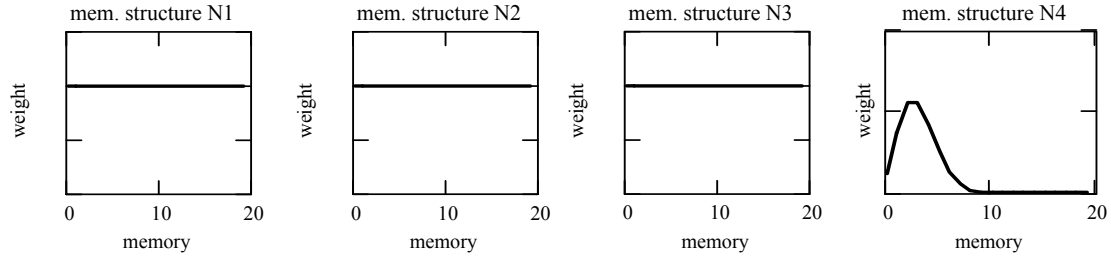 mem. structure N1
mem. structure N2
mem. structure N3
mem. structure N4
weight
weight
weight
weight
0 10 20
0 10 20
0 10 20
0 10 20
memory
memory
memory
memory